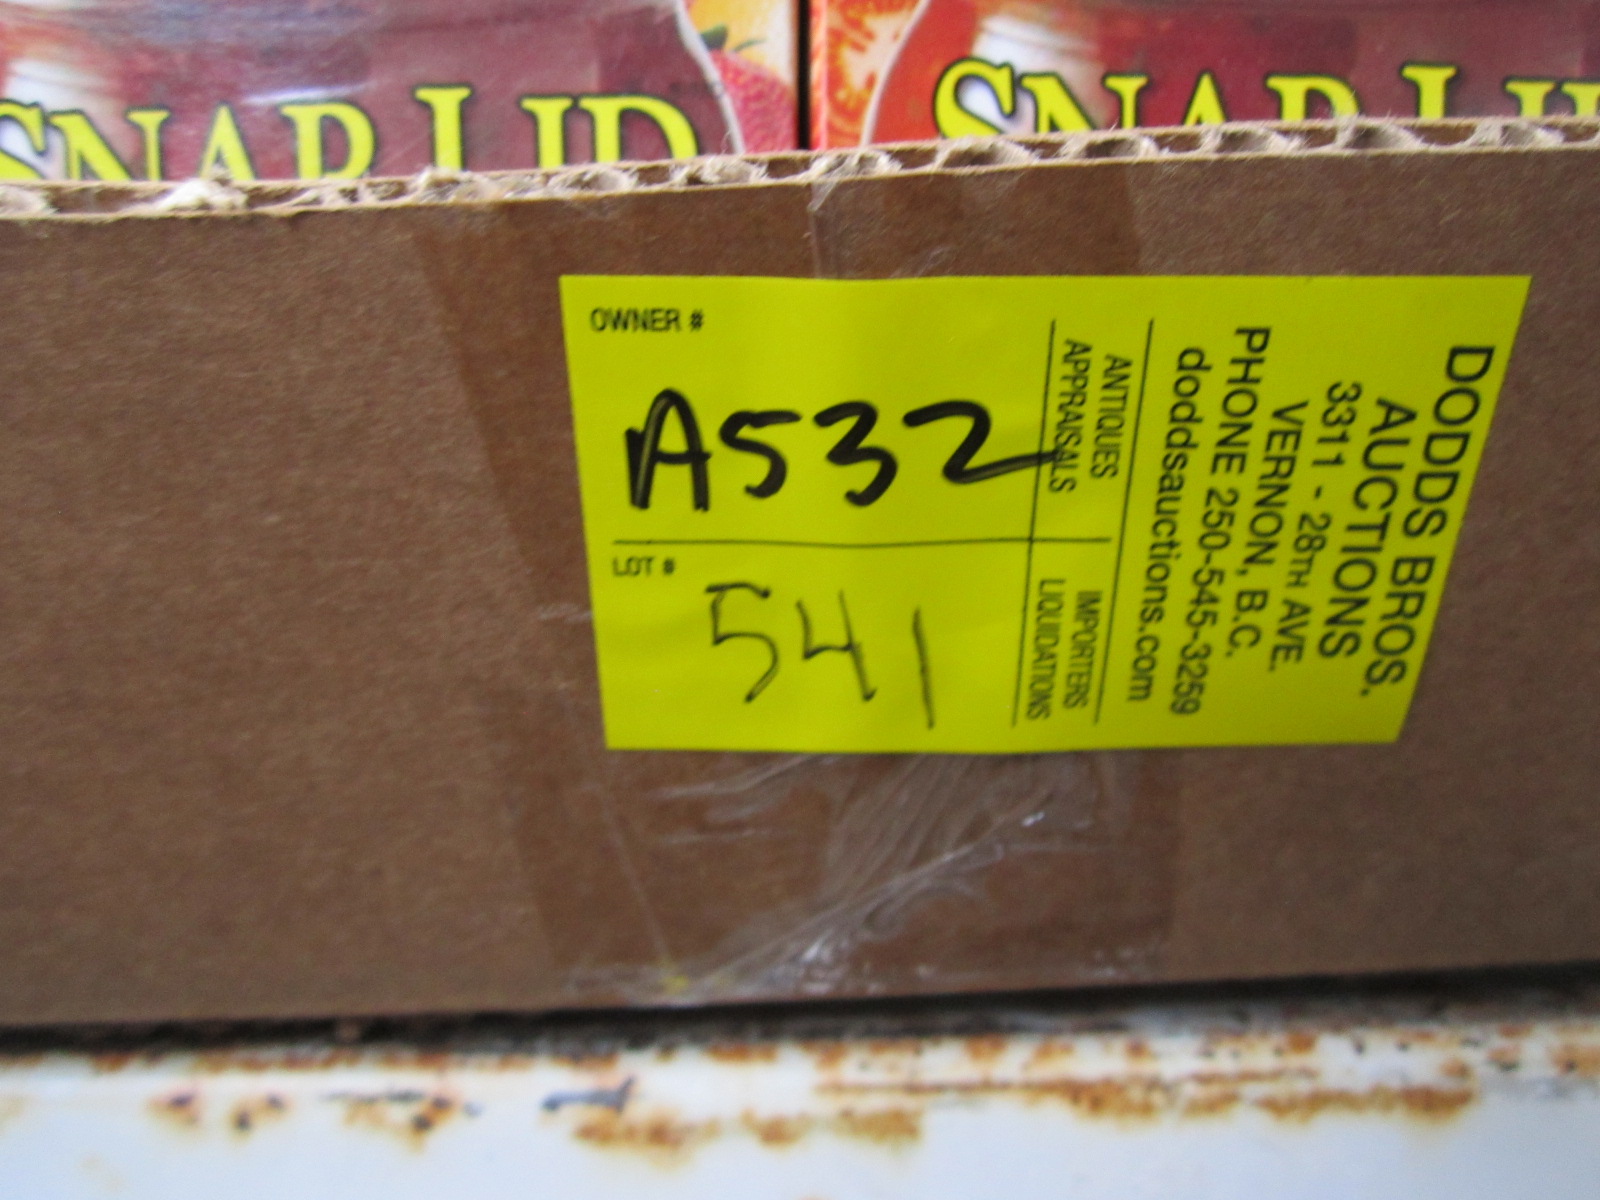 SNAP LID
SNAP LID
OWNER #
A532
LOT #
541
ANTIQUES
APPRAISALS
IMPORTERS
LIQUIDATIONS
DODDS BROS.
AUCTIONS
3311 - 28TH AVE.
VERNON, B.C.
PHONE 250-545-3259
doddsauctions.com